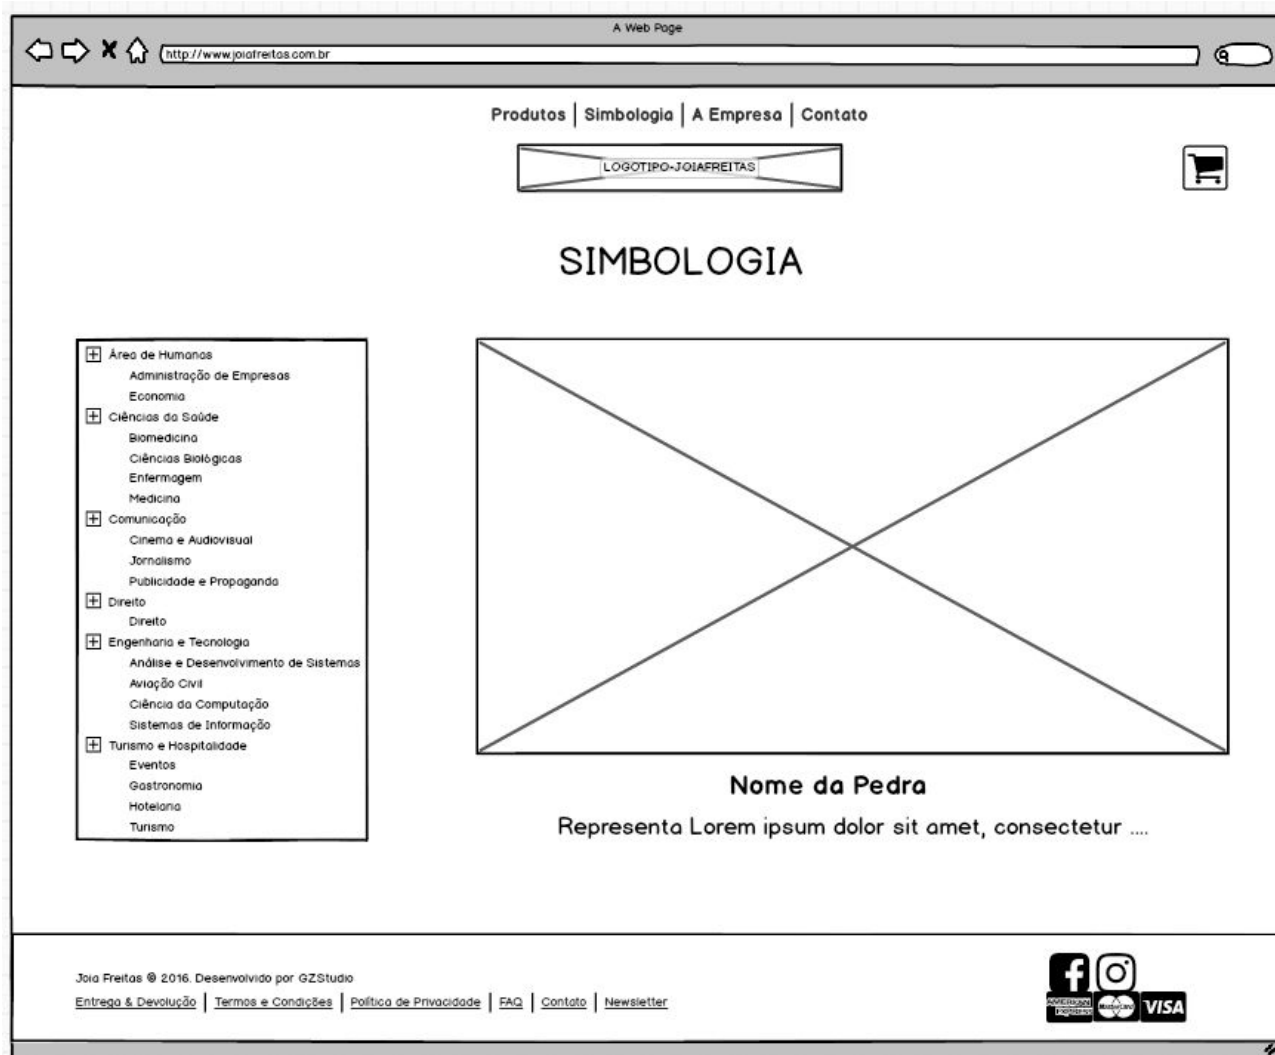 A Web Page
http://www.joiafreitas.com.br
Produtos | Simbologia | A Empresa | Contato
LOGOTIPO-JOIAFREITAS
SIMBOLOGIA
Área de Humanas
Administração de Empresas
Economia
Ciências da Saúde
Biomedicina
Ciências Biológicas
Enfermagem
Medicina
Comunicação
Cinema e Audiovisual
Jornalismo
Publicidade e Propaganda
Direito
Direito
Engenharia e Tecnologia
Análise e Desenvolvimento de Sistemas
Aviação Civil
Ciência da Computação
Sistemas de Informação
Turismo e Hospitalidade
Eventos
Gastronomia
Hotelaria
Turismo
Nome da Pedra
Representa Lorem ipsum dolor sit amet, consectetur ....
Joia Freitas © 2016. Desenvolvido por GZStudio
Entrega & Devolução | Termos e Condições | Política de Privacidade | FAQ | Contato | Newsletter
AMERICAN EXPRESS MasterCard VISA